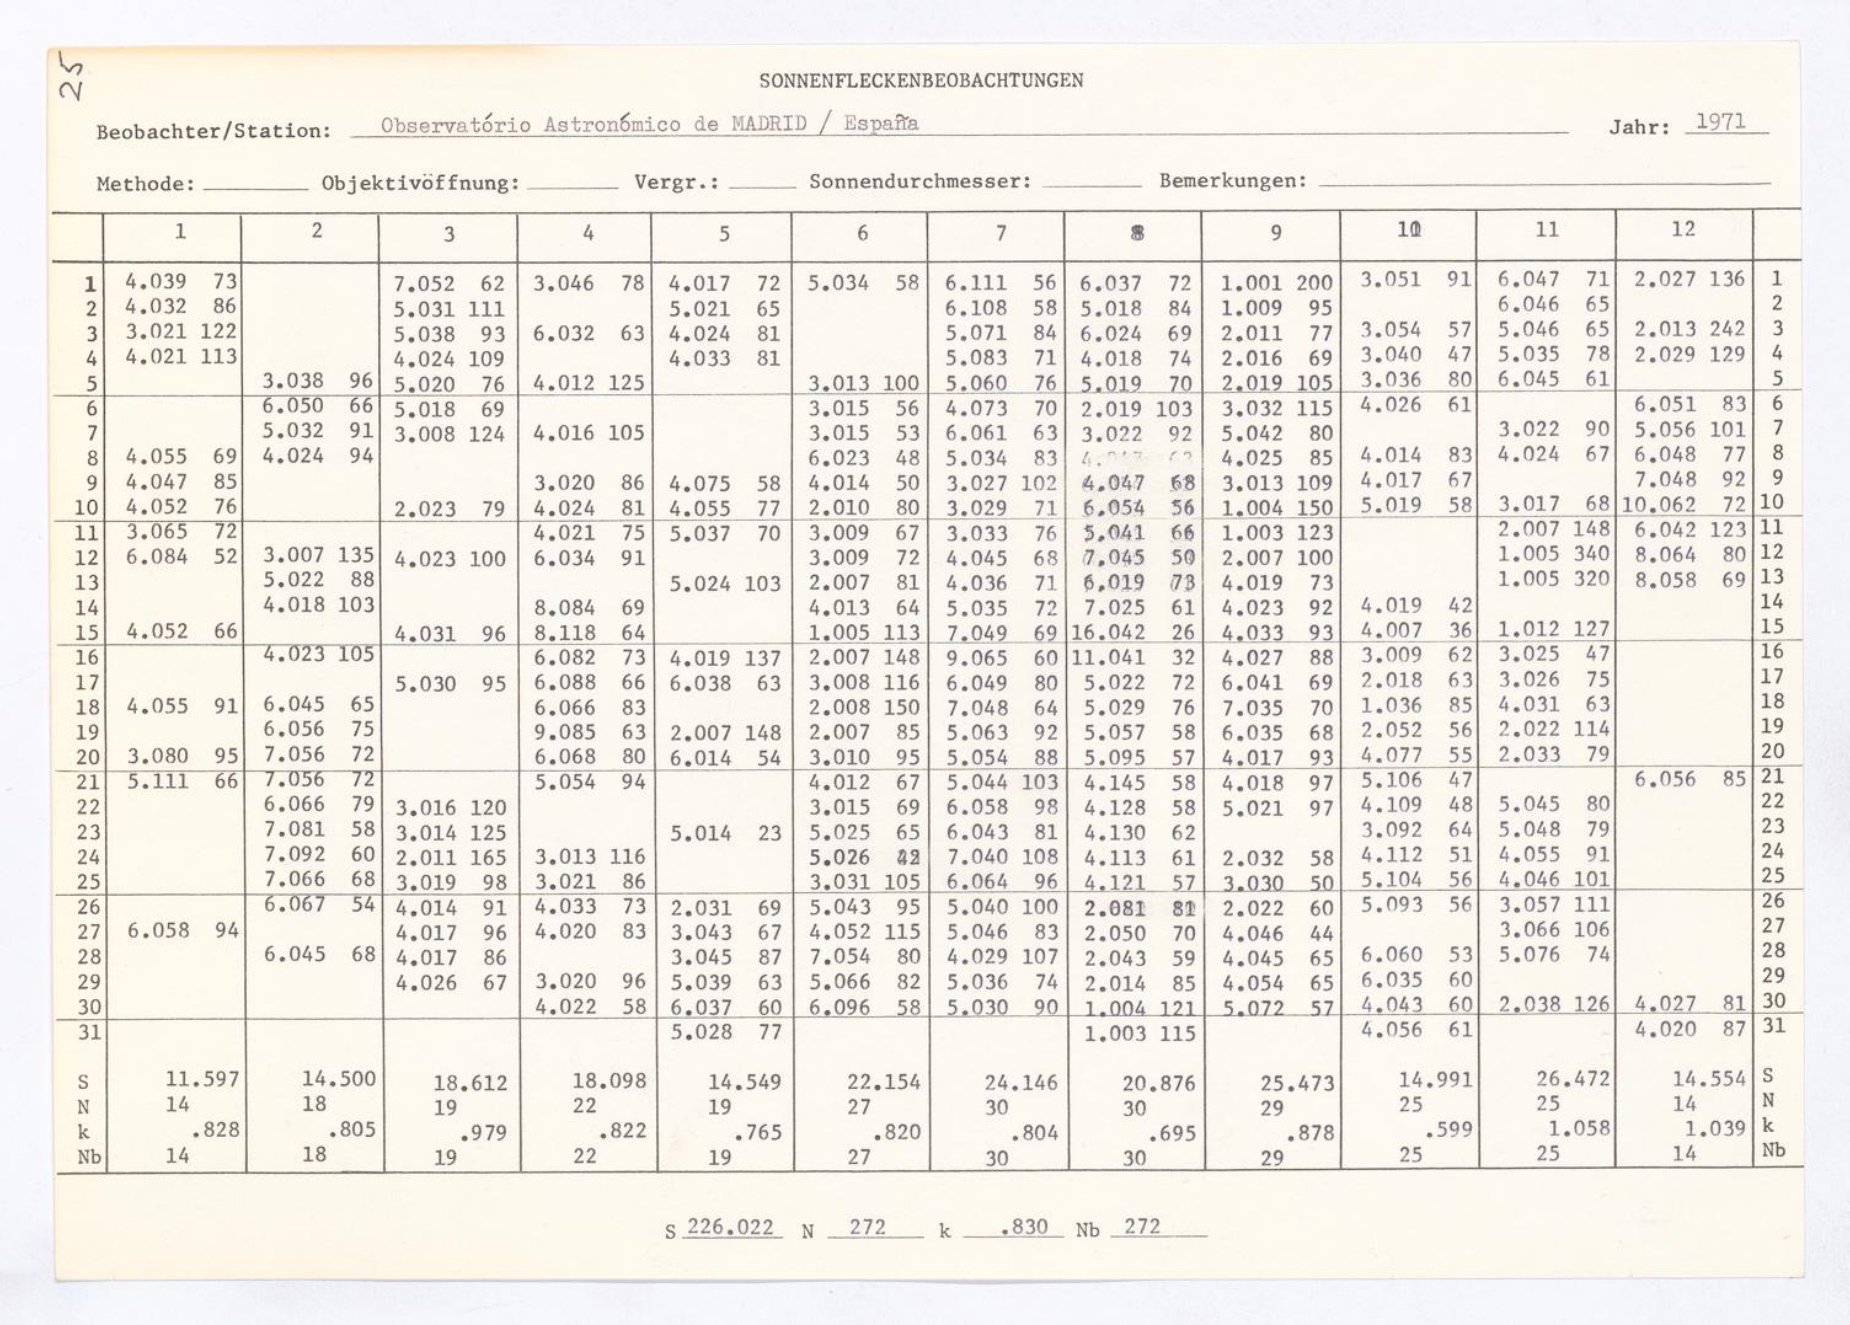 25
SONNENFLECKENBEOBACHTUNGEN
Beobachter/Station: Observatório Astronómico de MADRID / España Jahr: 1971
Methode: Objektivöffnung: Vergr.: Sonnendurchmesser: Bemerkungen:
1 2 3 4 5 6 7 8 9 10 11 12
1 4.039 73 7.052 62 3.046 78 4.017 72 5.034 58 6.111 56 6.037 72 1.001 200 3.051 91 6.047 71 2.027 136 1
2 4.032 86 5.031 111 5.021 65 6.108 58 5.018 84 1.009 95 6.046 65 2
3 3.021 122 5.038 93 6.032 63 4.024 81 5.071 84 6.024 69 2.011 77 3.054 57 5.046 65 2.013 242 3
4 4.021 113 4.024 109 4.033 81 5.083 71 4.018 74 2.016 69 3.040 47 5.035 78 2.029 129 4
5 3.038 96 5.020 76 4.012 125 3.013 100 5.060 76 5.019 70 2.019 105 3.036 80 6.045 61 5
6 6.050 66 5.018 69 3.015 56 4.073 70 2.019 103 3.032 115 4.026 61 6.051 83 6
7 5.032 91 3.008 124 4.016 105 3.015 53 6.061 63 3.022 92 5.042 80 3.022 90 5.056 101 7
8 4.055 69 4.024 94 6.023 48 5.034 83 4.025 85 4.014 83 4.024 67 6.048 77 8
9 4.047 85 3.020 86 4.075 58 4.014 50 3.027 102 4.047 68 3.013 109 4.017 67 7.048 92 9
10 4.052 76 2.023 79 4.024 81 4.055 77 2.010 80 3.029 71 6.054 56 1.004 150 5.019 58 3.017 68 10.062 72 10
11 3.065 72 4.021 75 5.037 70 3.009 67 3.033 76 5.041 66 1.003 123 2.007 148 6.042 123 11
12 6.084 52 3.007 135 4.023 100 6.034 91 3.009 72 4.045 68 7.045 50 2.007 100 1.005 340 8.064 80 12
13 5.022 88 5.024 103 2.007 81 4.036 71 6.019 73 4.019 73 1.005 320 8.058 69 13
14 4.018 103 8.084 69 4.013 64 5.035 72 7.025 61 4.023 92 4.019 42 14
15 4.052 66 4.031 96 8.118 64 1.005 113 7.049 69 16.042 26 4.033 93 4.007 36 1.012 127 15
16 4.023 105 6.082 73 4.019 137 2.007 148 9.065 60 11.041 32 4.027 88 3.009 62 3.025 47 16
17 5.030 95 6.088 66 6.038 63 3.008 116 6.049 80 5.022 72 6.041 69 2.018 63 3.026 75 17
18 4.055 91 6.045 65 6.066 83 2.008 150 7.048 64 5.029 76 7.035 70 1.036 85 4.031 63 18
19 6.056 75 9.085 63 2.007 148 2.007 85 5.063 92 5.057 58 6.035 68 2.052 56 2.022 114 19
20 3.080 95 7.056 72 6.068 80 6.014 54 3.010 95 5.054 88 5.095 57 4.017 93 4.077 55 2.033 79 20
21 5.111 66 7.056 72 5.054 94 4.012 67 5.044 103 4.145 58 4.018 97 5.106 47 6.056 85 21
22 6.066 79 3.016 120 3.015 69 6.058 98 4.128 58 5.021 97 4.109 48 5.045 80 22
23 7.081 58 3.014 125 5.014 23 5.025 65 6.043 81 4.130 62 3.092 64 5.048 79 23
24 7.092 60 2.011 165 3.013 116 5.026 7.040 108 4.113 61 2.032 58 4.112 51 4.055 91 24
25 7.066 68 3.019 98 3.021 86 3.031 105 6.064 96 4.121 57 3.030 50 5.104 56 4.046 101 25
26 6.067 54 4.014 91 4.033 73 2.031 69 5.043 95 5.040 100 2.081 81 2.022 60 5.093 56 3.057 111 26
27 6.058 94 4.017 96 4.020 83 3.043 67 4.052 115 5.046 83 2.050 70 4.046 44 3.066 106 27
28 6.045 68 4.017 86 3.045 87 7.054 80 4.029 107 2.043 59 4.045 65 6.060 53 5.076 74 28
29 4.026 67 3.020 96 5.039 63 5.066 82 5.036 74 2.014 85 4.054 65 6.035 60 29
30 4.022 58 6.037 60 6.096 58 5.030 90 1.004 121 5.072 57 4.043 60 2.038 126 4.027 81 30
31 5.028 77 1.003 115 4.056 61 4.020 87 31
S 11.597 14.500 18.612 18.098 14.549 22.154 24.146 20.876 25.473 14.991 26.472 14.554 S
N 14 18 19 22 19 27 30 30 29 25 25 14 N
k .828 .805 .979 .822 .765 .820 .804 .695 .878 .599 1.058 1.039 k
Nb 14 18 19 22 19 27 30 30 29 25 25 14 Nb
S 226.022 N 272 k .830 Nb 272